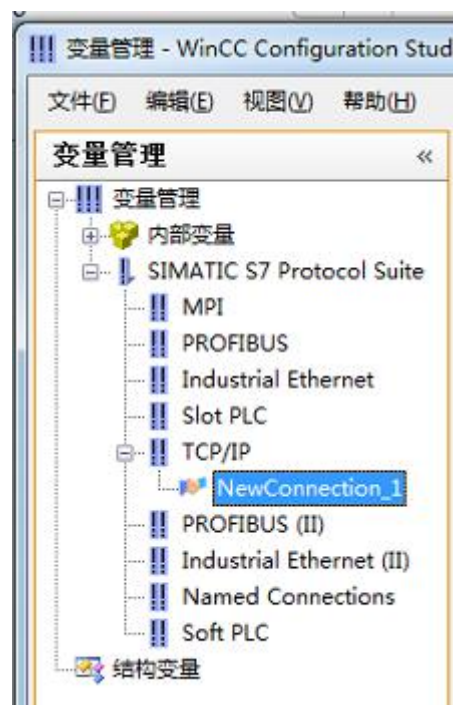 变量管理 - WinCC Configuration Stud
文件(F) 编辑(E) 视图(V) 帮助(H)
变量管理 «
变量管理
内部变量
SIMATIC S7 Protocol Suite
MPI
PROFIBUS
Industrial Ethernet
Slot PLC
TCP/IP
NewConnection_1
PROFIBUS (II)
Industrial Ethernet (II)
Named Connections
Soft PLC
结构变量